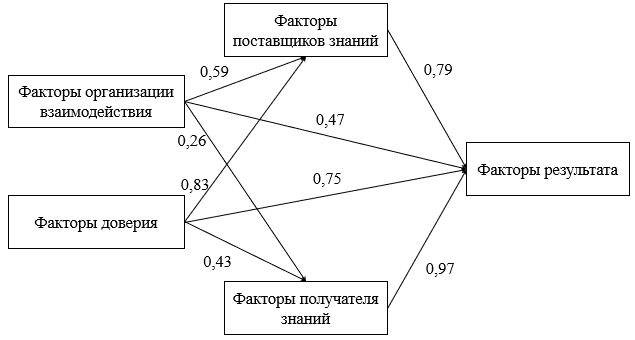 Факторы
поставщиков знаний
0,59
0,79
Факторы организации
взаимодействия
0,47
0,26
Факторы результата
0,83
0,75
Факторы доверия
0,43
0,97
Факторы получателя
знаний